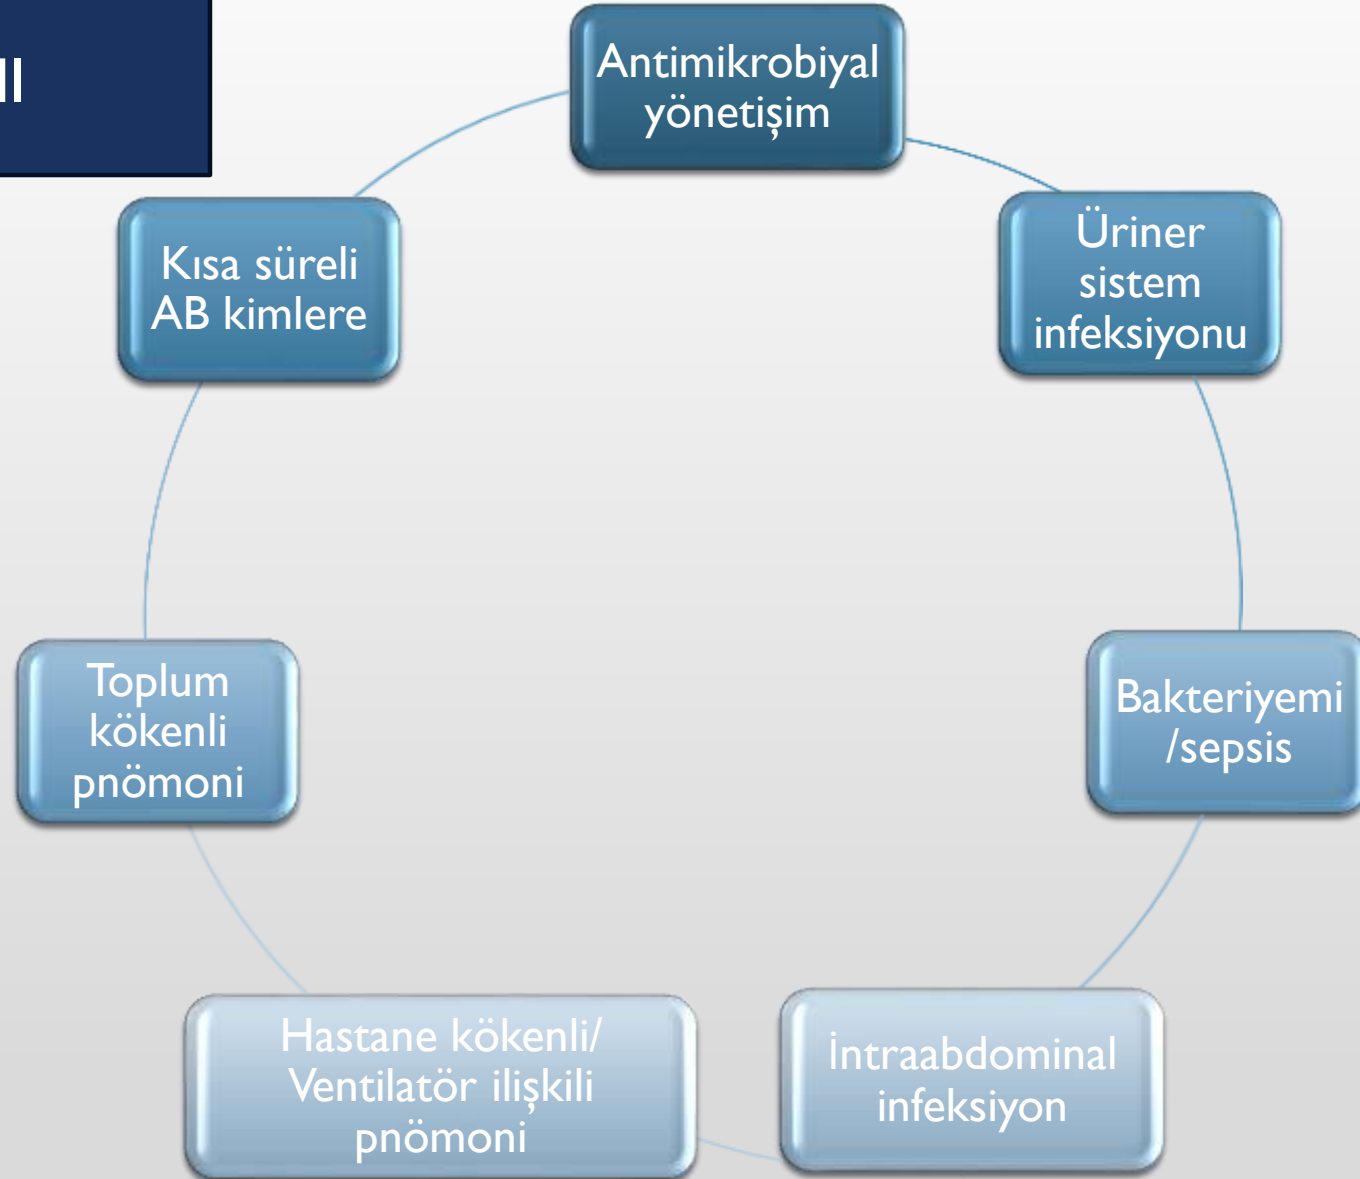 Antimikrobiyal
yönetişim
Üriner
sistem
infeksiyonu
Bakteriyemi
/sepsis
İntraabdominal
infeksiyon
Hastane kökenli/
Ventilatör ilişkili
pnömoni
Toplum
kökenli
pnömoni
Kısa süreli
AB kimlere